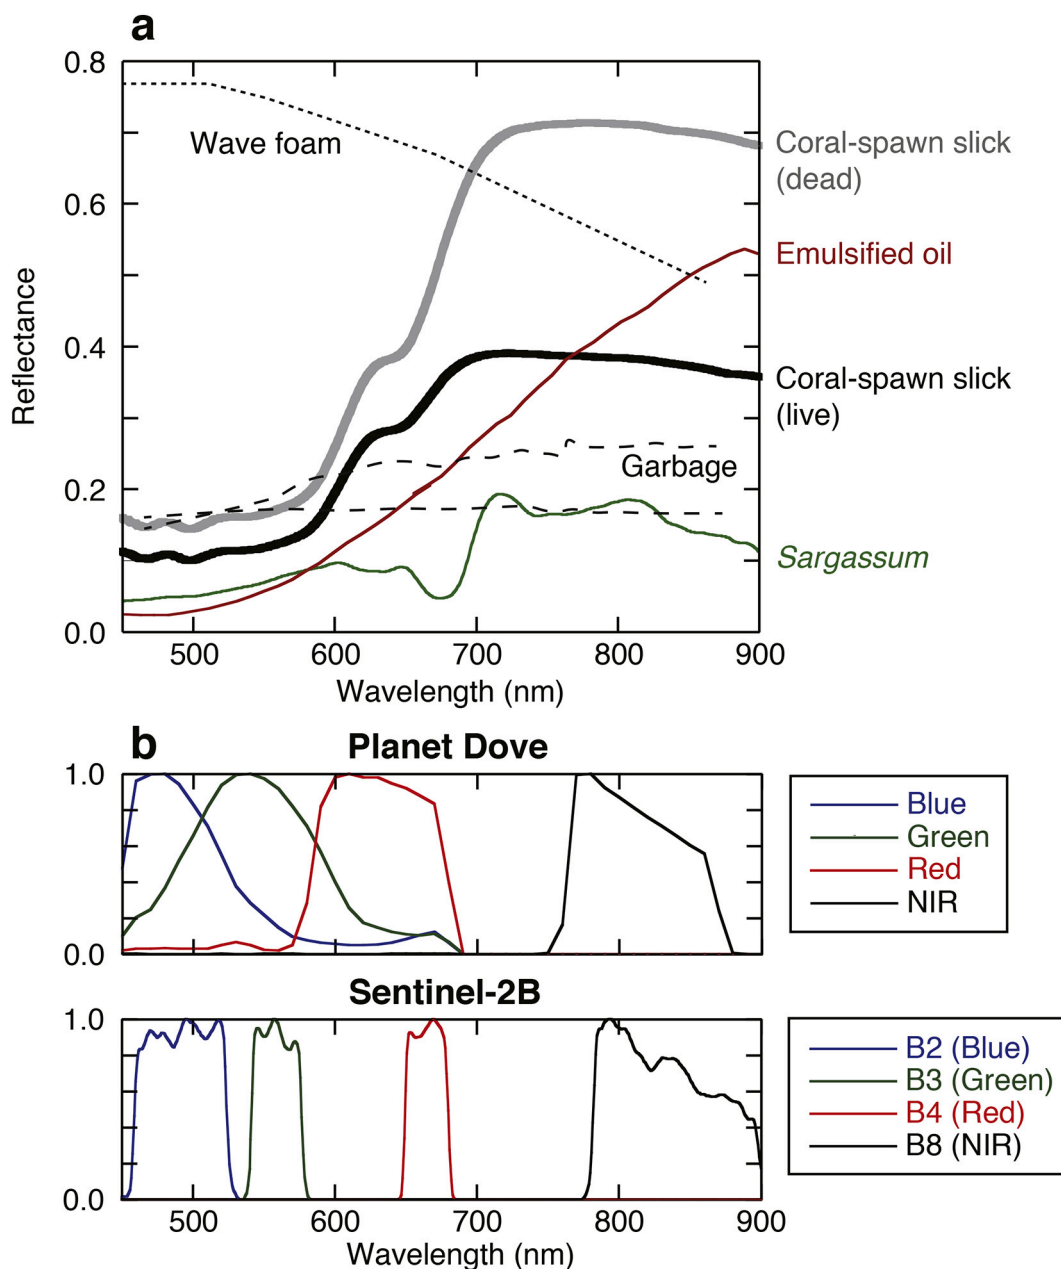 a
0.8
0.6
0.4
0.2
0.0
Reflectance
Wave foam
Garbage
Coral-spawn slick
(dead)
Emulsified oil
Coral-spawn slick
(live)
Sargassum
500 600 700 800 900
Wavelength (nm)
b
Planet Dove
1.0
0.0
Blue
Green
Red
NIR
Sentinel-2B
1.0
0.0
B2 (Blue)
B3 (Green)
B4 (Red)
B8 (NIR)
500 600 700 800 900
Wavelength (nm)